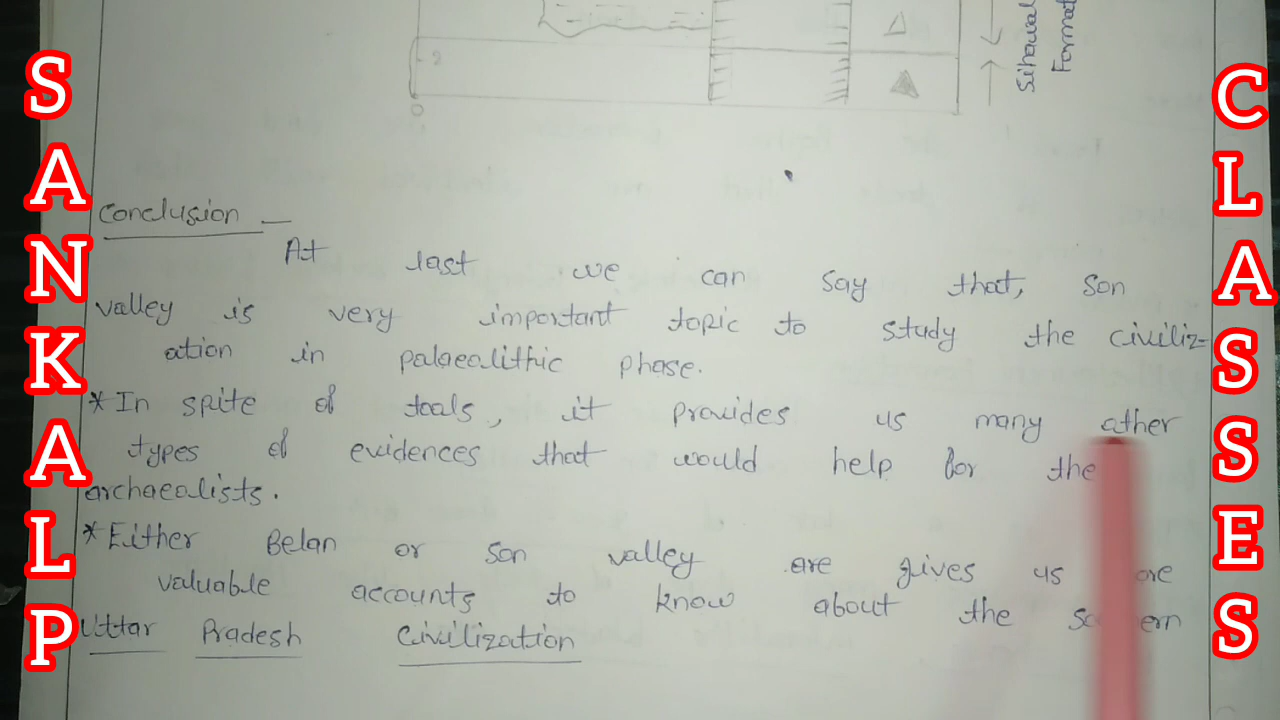 SANKALP
CLASSES
Sihawal
Format
2
0
Conclusion —
At last we can say that, Son
valley is very important topic to study the civiliz-
ation in palaeolithic phase.
*In spite of tools, it provides us many other
types of evidences that would help for the
archaeolists.
*Either Belan or Son valley are gives us
valuable accounts to know about the
Uttar Pradesh Civilization